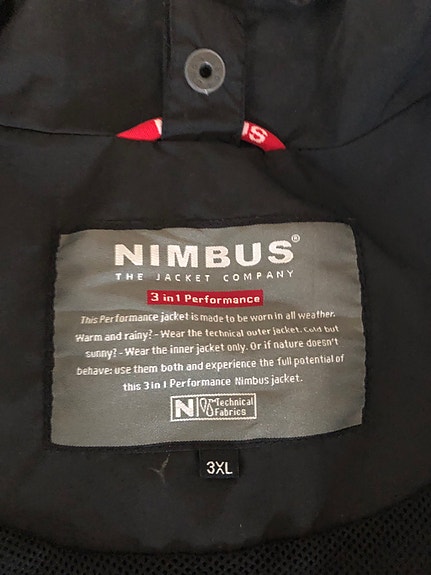 US
NIMBUS®
THE JACKET COMPANY
3 in 1 Performance
This Performance jacket is made to be worn in all weather.
Warm and rainy? - Wear the technical outer jacket. Cold but
sunny? - Wear the inner jacket only. Or if nature doesn't
behave: use them both and experience the full potential of
this 3 in 1 Performance Nimbus jacket.
N Technical
Fabrics
3XL